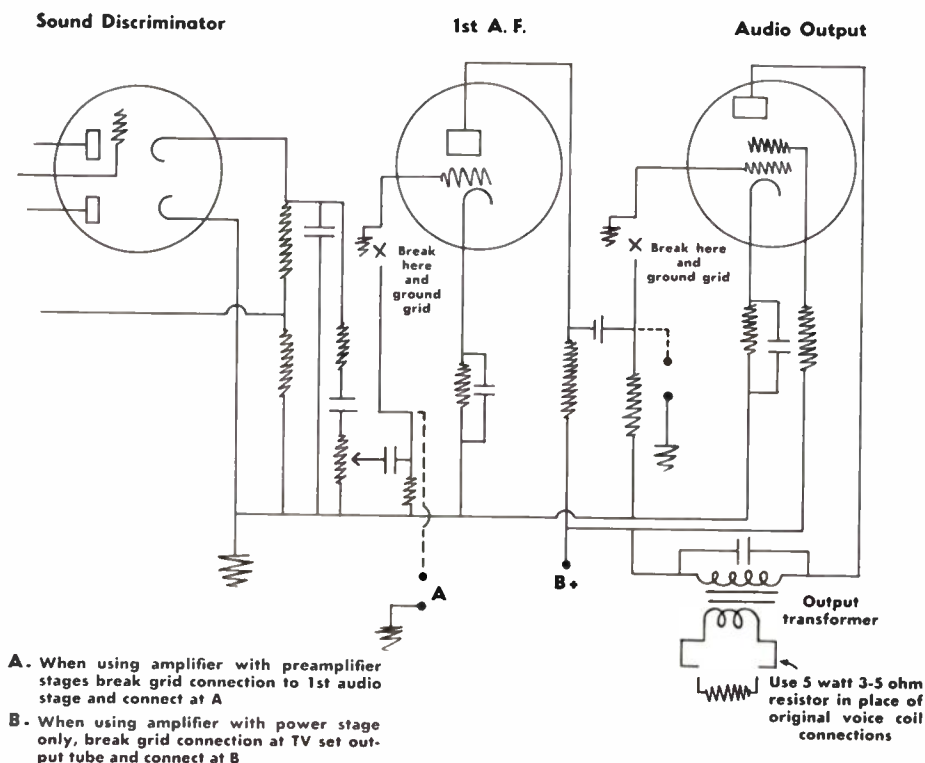 Sound Discriminator
1st A. F.
Audio Output
Break
here
and
ground
grid
Break here
and
ground grid
A
B+
Output
transformer
A. When using amplifier with preamplifier
stages break grid connection to 1st audio
stage and connect at A
B. When using amplifier with power stage
only, break grid connection at TV set out-
put tube and connect at B
Use 5 watt 3-5 ohm
resistor in place of
original voice coil
connections